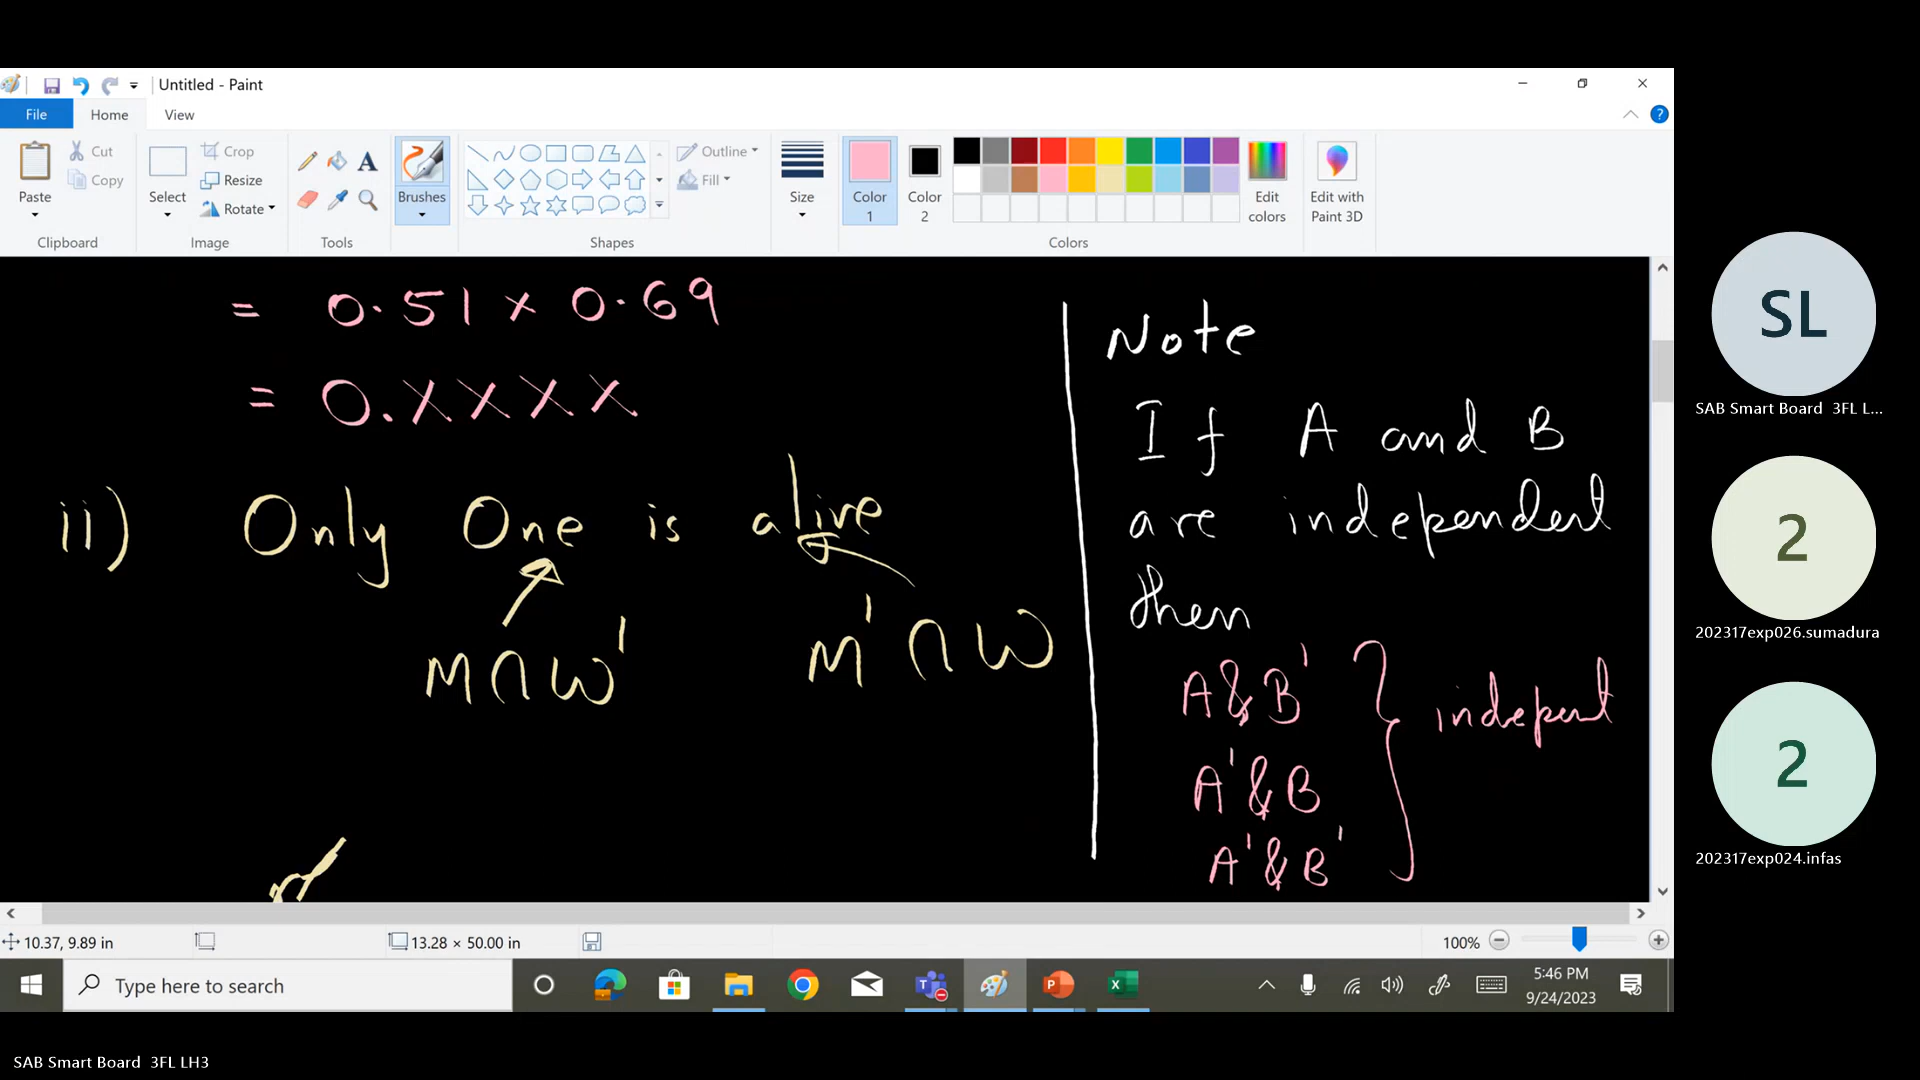 Untitled - Paint
File
Home
View
Paste
Cut
Copy
Clipboard
Select
Crop
Resize
Rotate
Image
Tools
Brushes
Shapes
Outline
Fill
Size
Color 1
Color 2
Colors
Edit colors
Edit with Paint 3D
= 0.51 × 0.69
= 0.XXXX
ii) Only One is alive
M∩W'
M'∩W
Note
If A and B
are independent
then
A&B'
A'&B
A'&B'
10.37, 9.89 in
13.28 × 50.00 in
100%
Type here to search
5:46 PM
9/24/2023
SL
SAB Smart Board 3FL L...
2
202317exp026.sumadura
2
202317exp024.infas
SAB Smart Board 3FL LH3